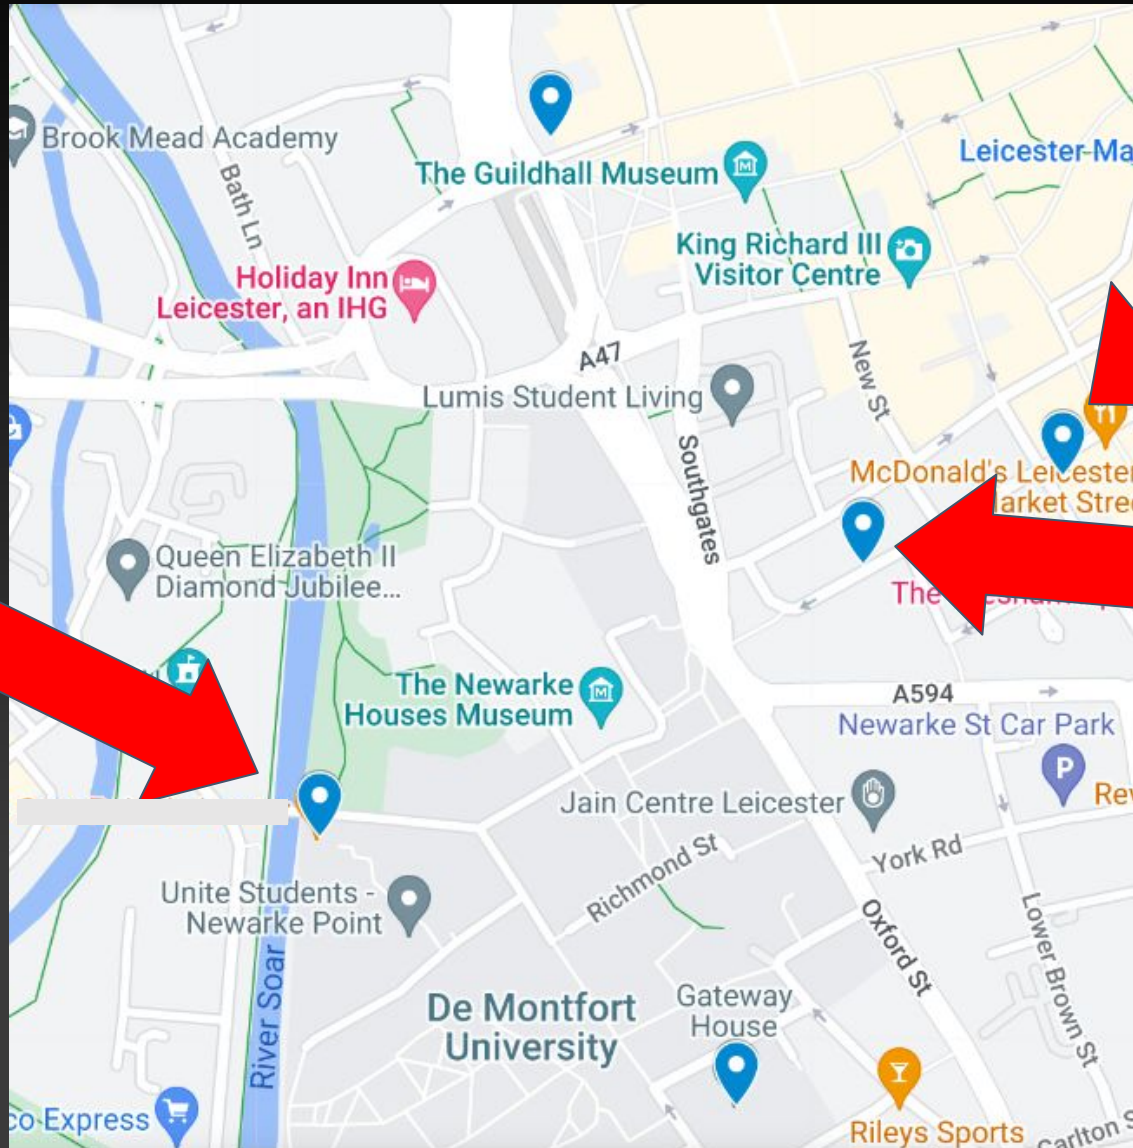 Brook Mead Academy
Bath Ln
The Guildhall Museum
Leicester Ma
King Richard III
Visitor Centre
Holiday Inn
Leicester, an IHG
A47
Lumis Student Living
New St
Southgates
McDonald's Leicester
arket Stre
Queen Elizabeth II
Diamond Jubilee...
The
The Newarke
Houses Museum
A594
Newarke St Car Park
P
Jain Centre Leicester
Rev
York Rd
Richmond St
Unite Students -
Newarke Point
Oxford St
Lower Brown St
River Soar
De Montfort
University
Gateway
House
co Express
Rileys Sports
Carlton S